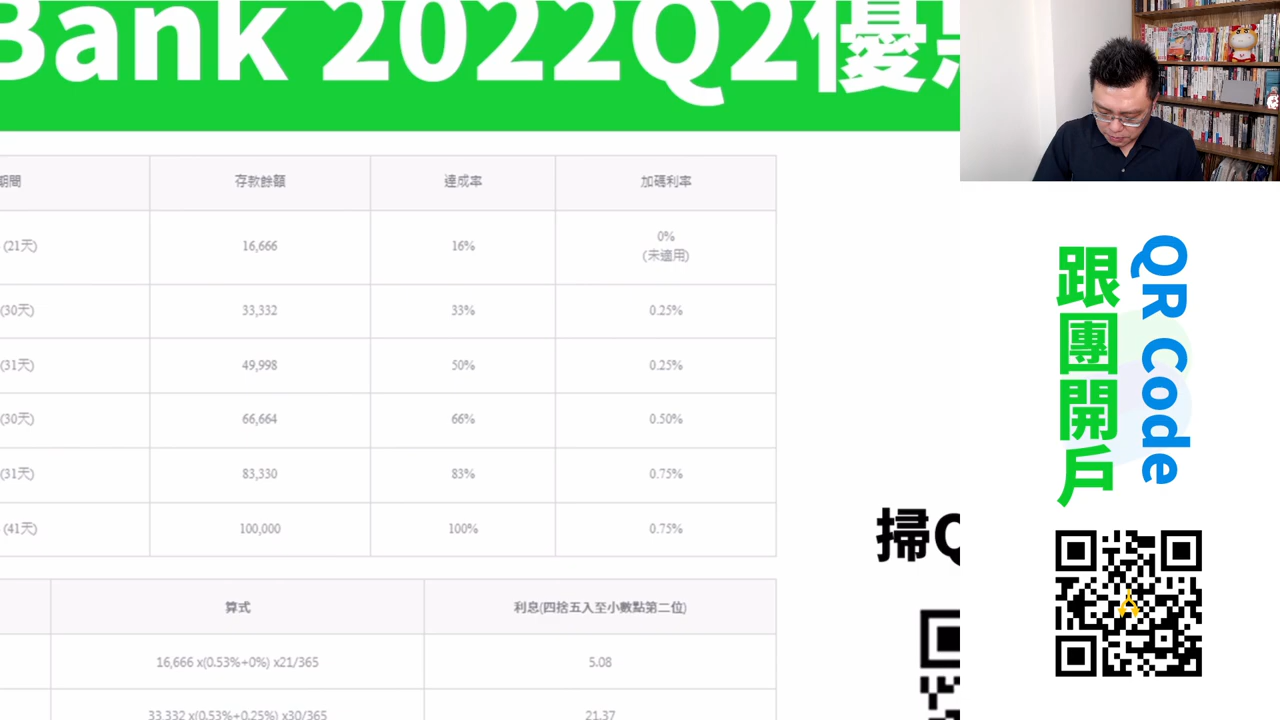 Bank 2022Q2優
期間 存款餘額 達成率 加碼利率
(21天) 16,666 16% 0%
(未適用)
(30天) 33,332 33% 0.25%
(31天) 49,998 50% 0.25%
(30天) 66,664 66% 0.50%
(31天) 83,330 83% 0.75%
(41天) 100,000 100% 0.75%
算式 利息(四捨五入至小數點第二位)
16,666 x(0.53%+0%) x21/365 5.08
33,332 x(0.53%+0.25%) x30/365 21.37
掃Q
QR Code
跟團開戶